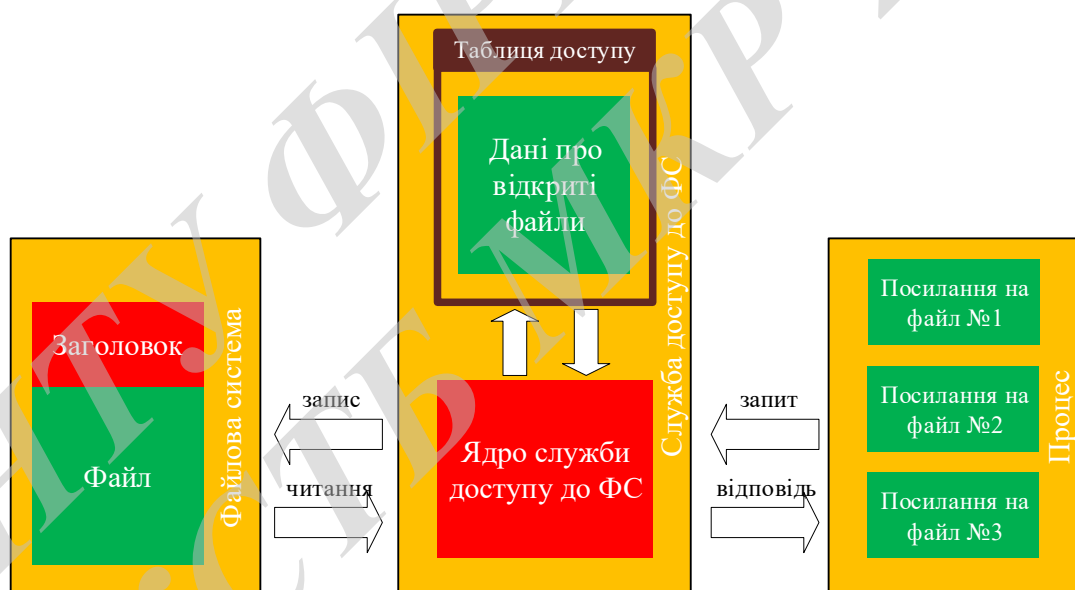 Таблиця доступу
Дані про
відкриті
файли
Служба доступу до ФС
Ядро служби
доступу до ФС
Заголовок
Файл
Файлова система
запис
читання
запит
відповідь
Посилання на
файл №1
Посилання на
файл №2
Посилання на
файл №3
Процес